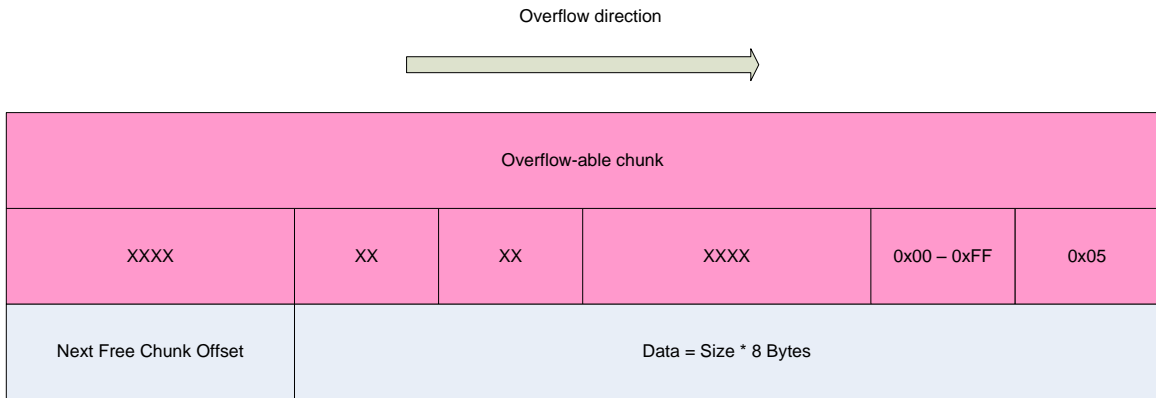 Overflow direction
Overflow-able chunk
XXXX XX XX XXXX 0x00 – 0xFF 0x05
Next Free Chunk Offset Data = Size * 8 Bytes